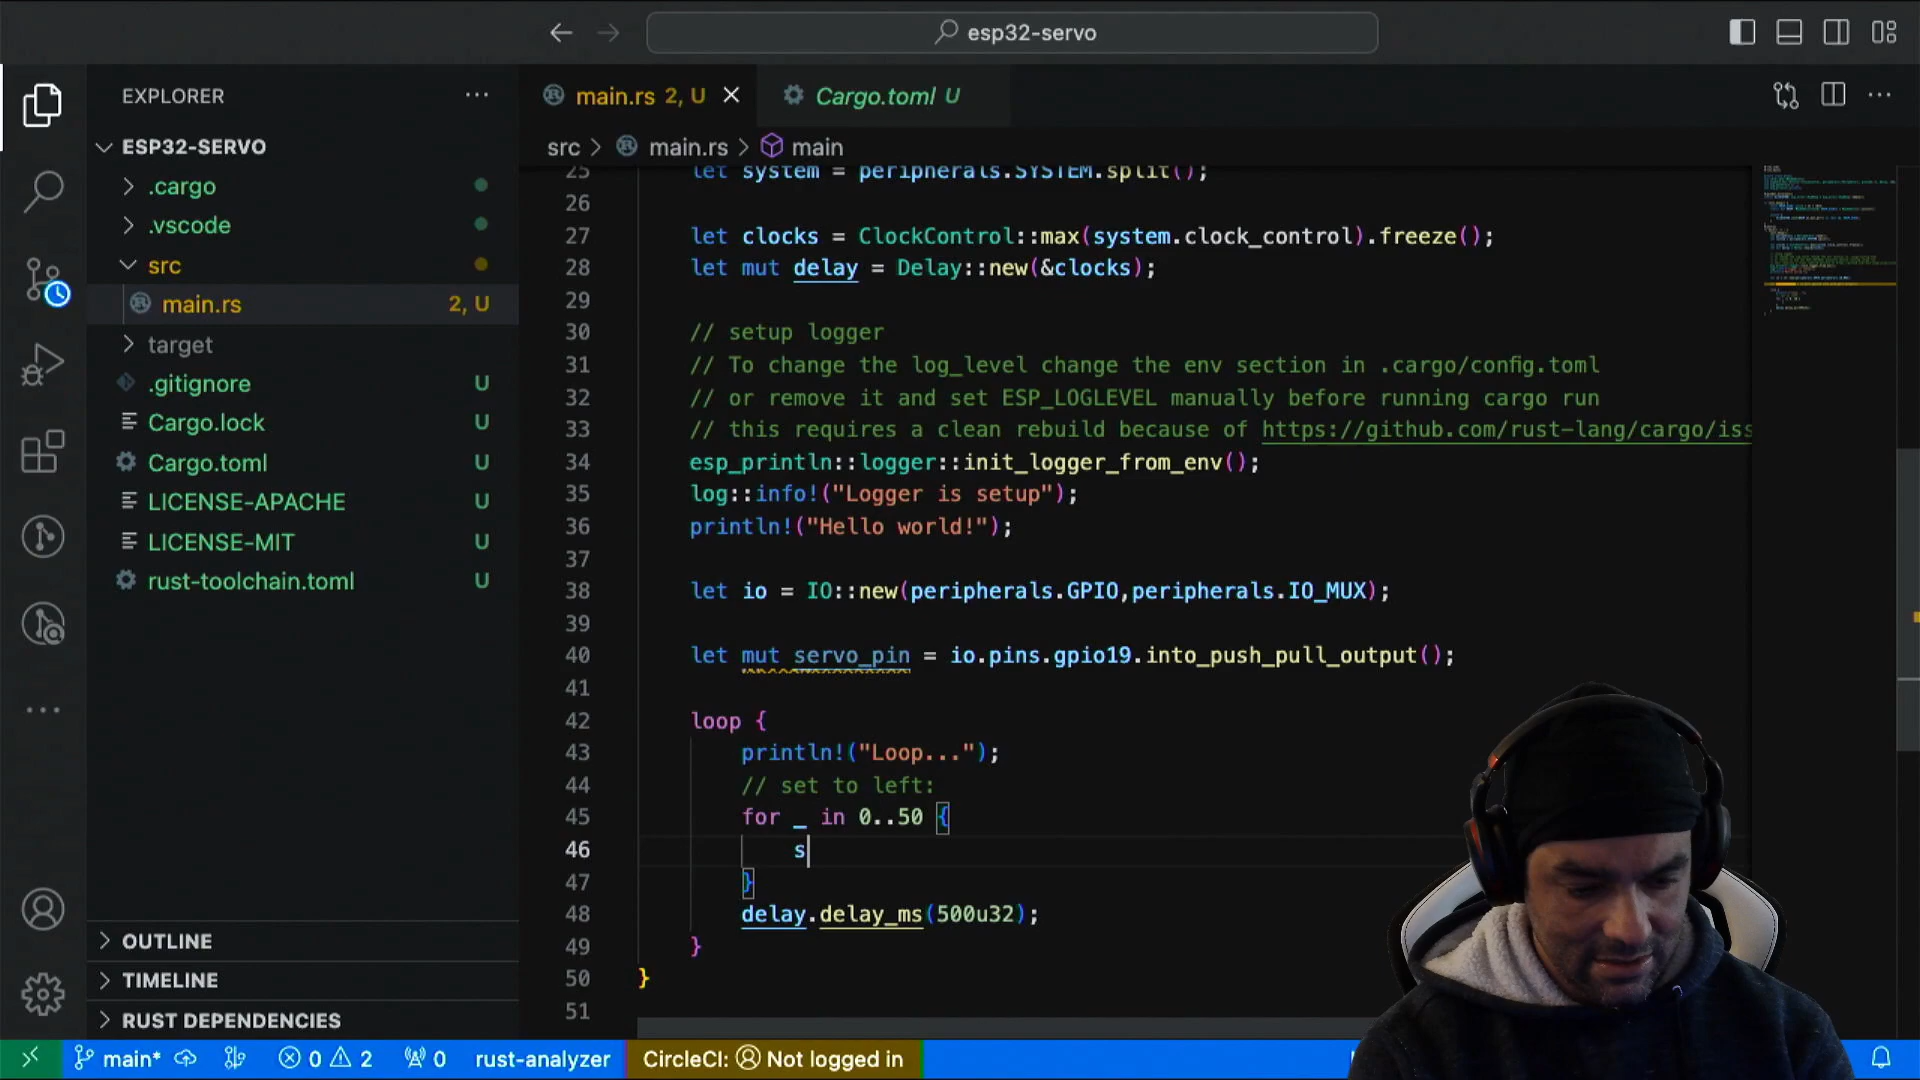 esp32-servo
EXPLORER
ESP32-SERVO
.cargo
.vscode
src
main.rs 2, U
target
.gitignore U
Cargo.lock U
Cargo.toml U
LICENSE-APACHE U
LICENSE-MIT U
rust-toolchain.toml U
OUTLINE
TIMELINE
RUST DEPENDENCIES
main.rs 2, U
Cargo.toml U
src > main.rs > main
25 let system = peripherals.SYSTEM.split();
26
27 let clocks = ClockControl::max(system.clock_control).freeze();
28 let mut delay = Delay::new(&clocks);
29
30 // setup logger
31 // To change the log_level change the env section in .cargo/config.toml
32 // or remove it and set ESP_LOGLEVEL manually before running cargo run
33 // this requires a clean rebuild because of https://github.com/rust-lang/cargo/iss
34 esp_println::logger::init_logger_from_env();
35 log::info!("Logger is setup");
36 println!("Hello world!");
37
38 let io = IO::new(peripherals.GPIO,peripherals.IO_MUX);
39
40 let mut servo_pin = io.pins.gpio19.into_push_pull_output();
41
42 loop {
43 println!("Loop...");
44 // set to left:
45 for _ in 0..50 {
46 s
47 }
48 delay.delay_ms(500u32);
49 }
50 }
51
main* 0 2 0 rust-analyzer CircleCI: Not logged in